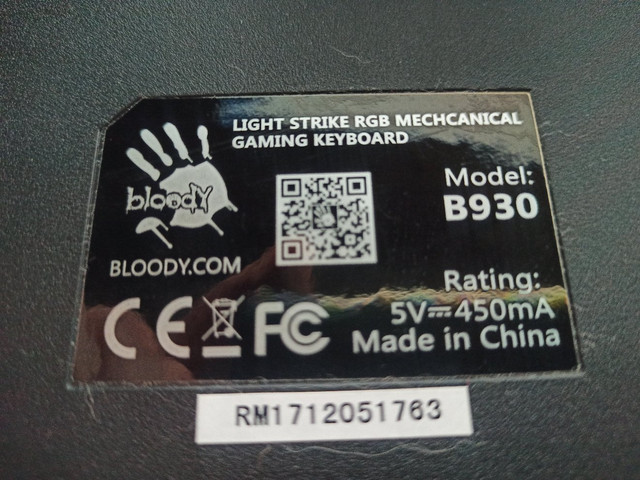 LIGHT STRIKE RGB MECHCANICAL
GAMING KEYBOARD
bloody
BLOODY.COM
Model:
B930
Rating:
5V⎓450mA
Made in China
CE FC
RM1712051763